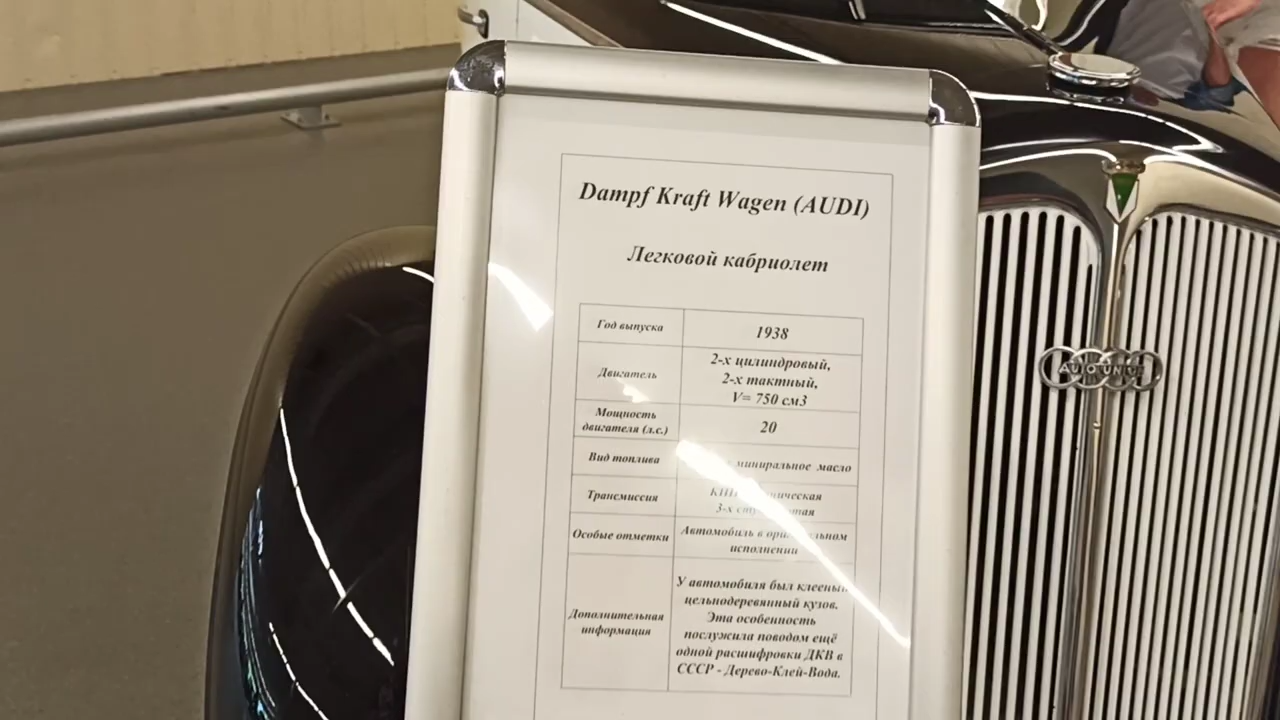 Dampf Kraft Wagen (AUDI)
Легковой кабриолет
Год выпуска
1938
Двигатель
2-х цилиндровый,
2-х тактный,
V= 750 см3
Мощность
двигателя (л.с.)
20
Вид топлива
миниральное масло
Трансмиссия
3-х
Особые отметки
Автомобиль в
исполнении
Дополнительная
информация
У автомобиля был
цельнодеревянный кузов.
Эта особенность
послужила поводом ещё
одной расшифровки ДКВ в
СССР - Дерево-Клей-Вода.
AUTO UNION